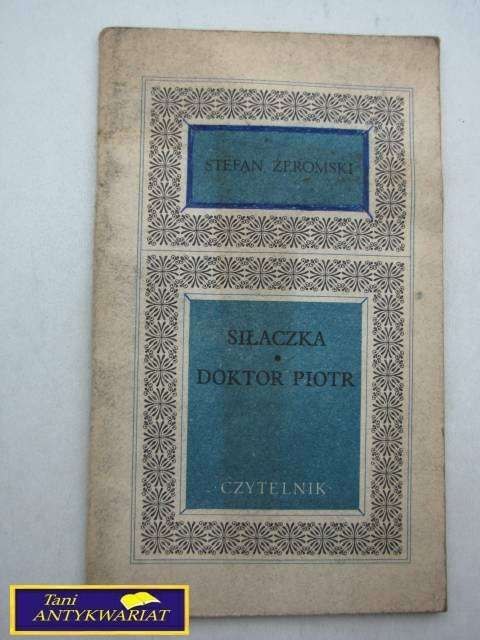 STEFAN ŻEROMSKI
SIŁACZKA
•
DOKTOR PIOTR
·CZYTELNIK·
Tani
ANTYKWARIAT